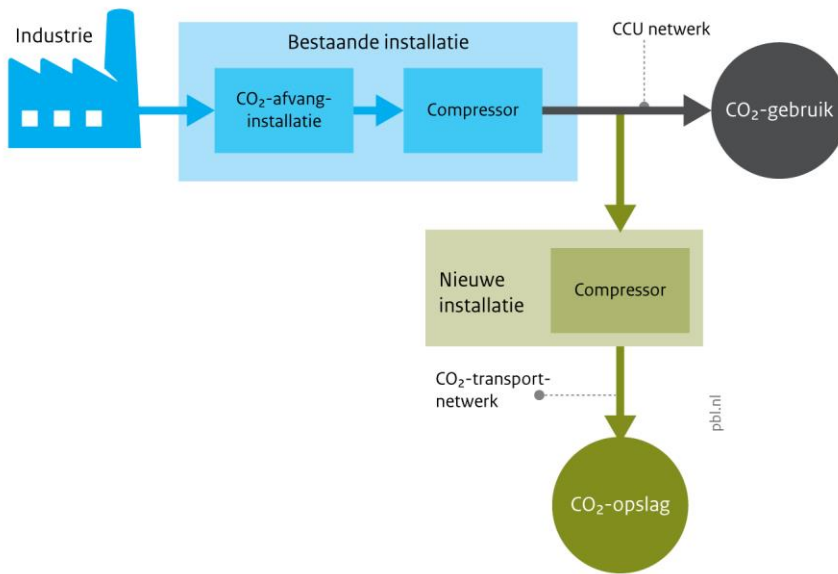 Industrie
Bestaande installatie
CO₂-afvang-
installatie
Compressor
CCU netwerk
CO₂-gebruik
Nieuwe
installatie
Compressor
CO₂-transport-
netwerk
pbl.nl
CO₂-opslag